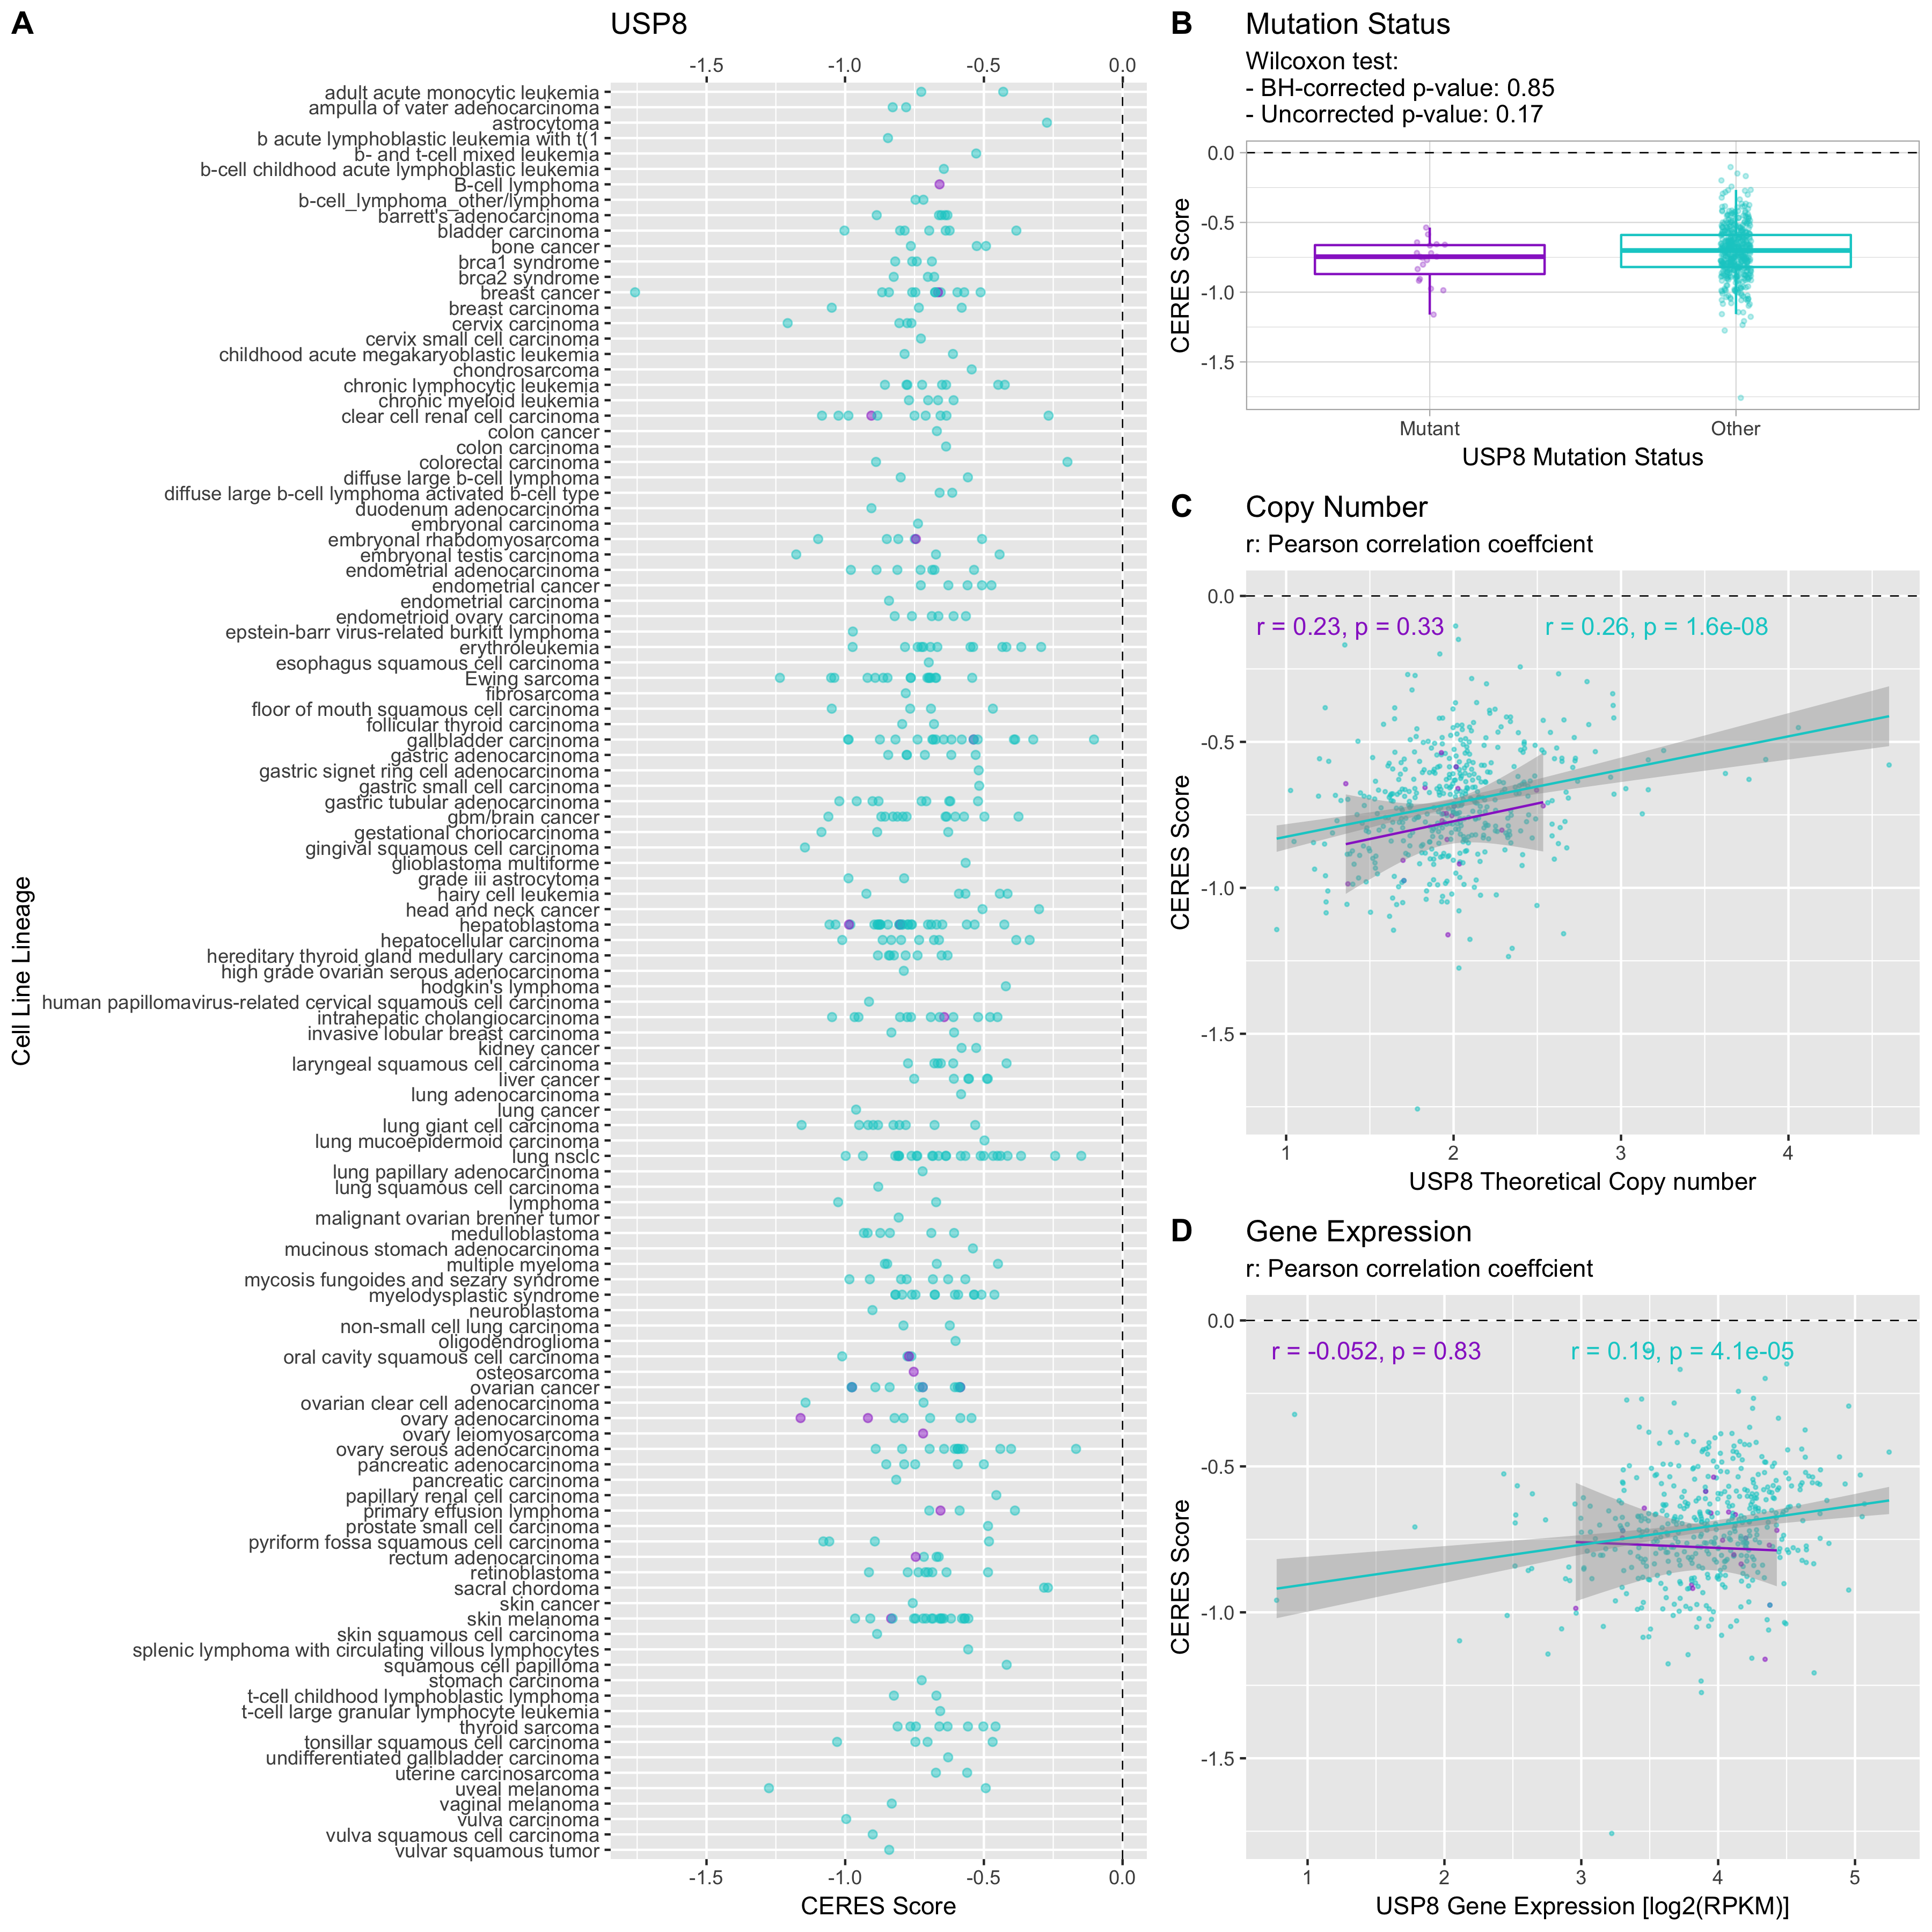 A
USP8
-1.5
-1.0
-0.5
0.0
adult acute monocytic leukemia
ampulla of vater adenocarcinoma
astrocytoma
b acute lymphoblastic leukemia with t(1
b- and t-cell mixed leukemia
b-cell childhood acute lymphoblastic leukemia
B-cell lymphoma
b-cell_lymphoma_other/lymphoma
barrett's adenocarcinoma
bladder carcinoma
bone cancer
brca1 syndrome
brca2 syndrome
breast cancer
breast carcinoma
cervix carcinoma
cervix small cell carcinoma
childhood acute megakaryoblastic leukemia
chondrosarcoma
chronic lymphocytic leukemia
chronic myeloid leukemia
clear cell renal cell carcinoma
colon cancer
colon carcinoma
colorectal carcinoma
diffuse large b-cell lymphoma
diffuse large b-cell lymphoma activated b-cell type
duodenum adenocarcinoma
embryonal carcinoma
embryonal rhabdomyosarcoma
embryonal testis carcinoma
endometrial adenocarcinoma
endometrial cancer
endometrial carcinoma
endometrioid ovary carcinoma
epstein-barr virus-related burkitt lymphoma
erythroleukemia
esophagus squamous cell carcinoma
Ewing sarcoma
fibrosarcoma
floor of mouth squamous cell carcinoma
follicular thyroid carcinoma
gallbladder carcinoma
gastric adenocarcinoma
gastric signet ring cell adenocarcinoma
gastric small cell carcinoma
gastric tubular adenocarcinoma
gbm/brain cancer
gestational choriocarcinoma
gingival squamous cell carcinoma
glioblastoma multiforme
grade iii astrocytoma
hairy cell leukemia
head and neck cancer
hepatoblastoma
hepatocellular carcinoma
hereditary thyroid gland medullary carcinoma
high grade ovarian serous adenocarcinoma
hodgkin's lymphoma
human papillomavirus-related cervical squamous cell carcinoma
intrahepatic cholangiocarcinoma
invasive lobular breast carcinoma
kidney cancer
laryngeal squamous cell carcinoma
liver cancer
lung adenocarcinoma
lung cancer
lung giant cell carcinoma
lung mucoepidermoid carcinoma
lung nsclc
lung papillary adenocarcinoma
lung squamous cell carcinoma
lymphoma
malignant ovarian brenner tumor
medulloblastoma
mucinous stomach adenocarcinoma
multiple myeloma
mycosis fungoides and sezary syndrome
myelodysplastic syndrome
neuroblastoma
non-small cell lung carcinoma
oligodendroglioma
oral cavity squamous cell carcinoma
osteosarcoma
ovarian cancer
ovarian clear cell adenocarcinoma
ovary adenocarcinoma
ovary leiomyosarcoma
ovary serous adenocarcinoma
pancreatic adenocarcinoma
pancreatic carcinoma
papillary renal cell carcinoma
primary effusion lymphoma
prostate small cell carcinoma
pyriform fossa squamous cell carcinoma
rectum adenocarcinoma
retinoblastoma
sacral chordoma
skin cancer
skin melanoma
skin squamous cell carcinoma
splenic lymphoma with circulating villous lymphocytes
squamous cell papilloma
stomach carcinoma
t-cell childhood lymphoblastic lymphoma
t-cell large granular lymphocyte leukemia
thyroid sarcoma
tonsillar squamous cell carcinoma
undifferentiated gallbladder carcinoma
uterine carcinosarcoma
uveal melanoma
vaginal melanoma
vulva carcinoma
vulva squamous cell carcinoma
vulvar squamous tumor
-1.5
-1.0
-0.5
0.0
CERES Score
Cell Line Lineage
B
Mutation Status
Wilcoxon test:
- BH-corrected p-value: 0.85
- Uncorrected p-value: 0.17
0.0
-0.5
-1.0
-1.5
CERES Score
Mutant
Other
USP8 Mutation Status
C
Copy Number
r: Pearson correlation coeffcient
r = 0.23, p = 0.33
r = 0.26, p = 1.6e-08
0.0
-0.5
-1.0
-1.5
CERES Score
1
2
3
4
USP8 Theoretical Copy number
D
Gene Expression
r: Pearson correlation coeffcient
r = -0.052, p = 0.83
r = 0.19, p = 4.1e-05
0.0
-0.5
-1.0
-1.5
CERES Score
1
2
3
4
5
USP8 Gene Expression [log2(RPKM)]